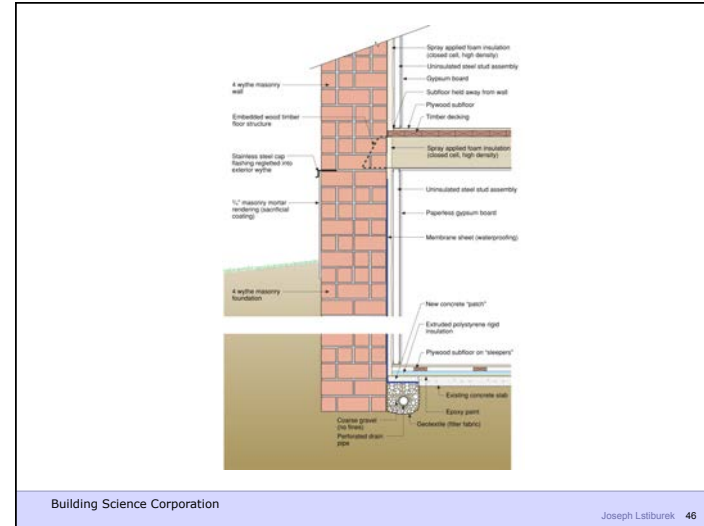 Spray applied foam insulation
(closed cell, high density)
Uninsulated steel stud assembly
Gypsum board
Subfloor held away from wall
Plywood subfloor
Timber decking
Spray applied foam insulation
(closed cell, high density)
4 wythe masonry
wall
Embedded wood timber
floor structure
Stainless steel cap
flashing regletted into
exterior wythe
¾" masonry mortar
rendering (sacrificial
coating)
Uninsulated steel stud assembly
Paperless gypsum board
Membrane sheet (waterproofing)
4 wythe masonry
foundation
New concrete "patch"
Extruded polystyrene rigid
insulation
Plywood subfloor on "sleepers"
Existing concrete slab
Epoxy paint
Geotextile (filter fabric)
Coarse gravel
(no fines)
Perforated drain
pipe
Building Science Corporation
Joseph Lstiburek 46